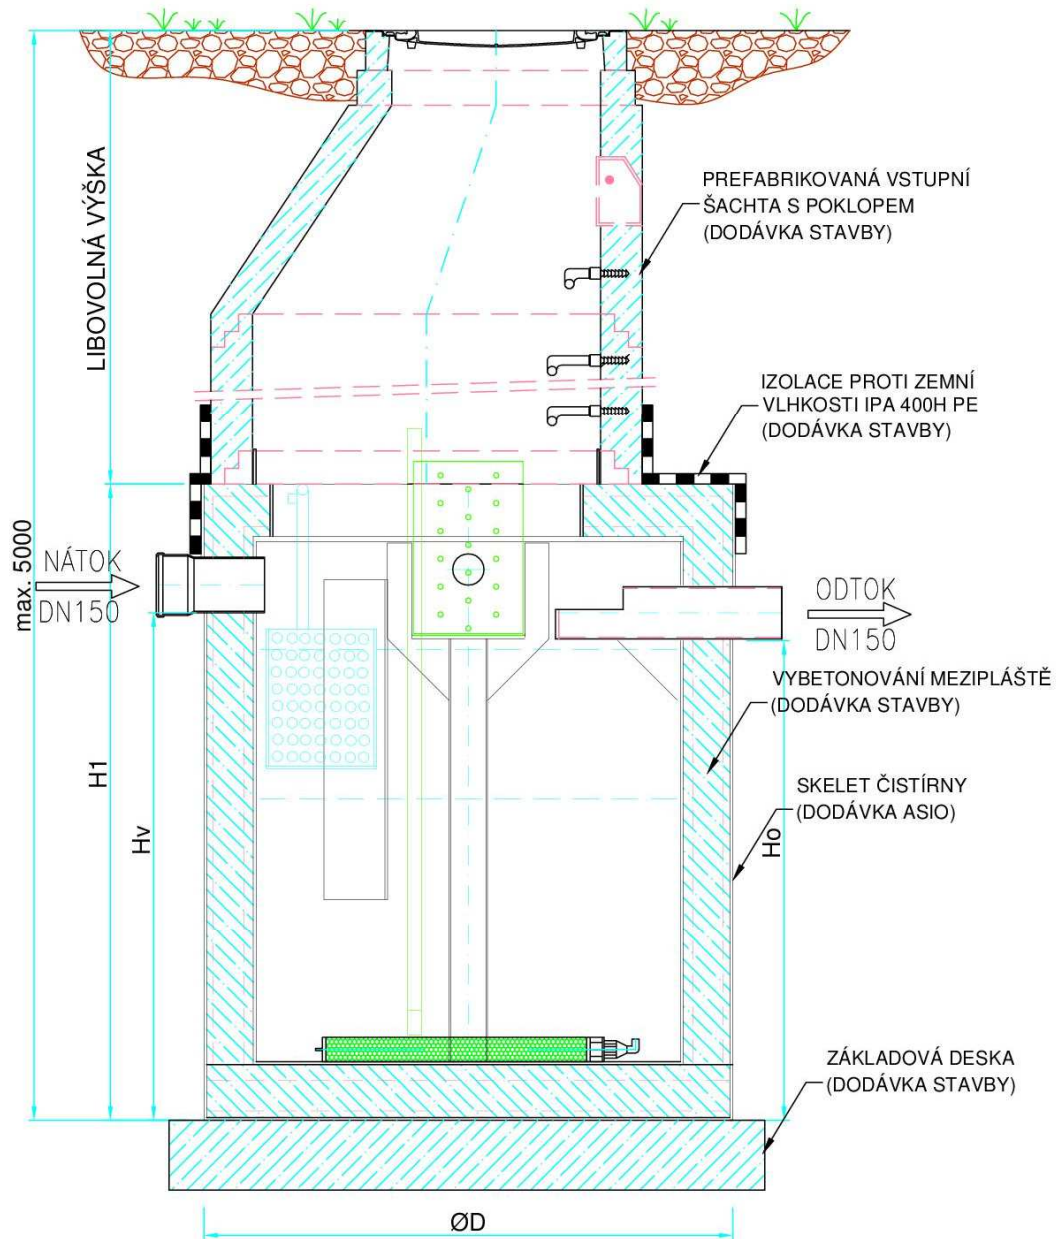 LIBOVOLNÁ VÝŠKA
PREFABRIKOVANÁ VSTUPNÍ
ŠACHTA S POKLOPEM
(DODÁVKA STAVBY)
IZOLACE PROTI ZEMNÍ
VLHKOSTI IPA 400H PE
(DODÁVKA STAVBY)
max. 5000
NÁTOK
DN150
ODTOK
DN150
VYBETONOVÁNÍ MEZIPLÁŠTĚ
(DODÁVKA STAVBY)
SKELET ČISTÍRNY
(DODÁVKA ASIO)
H1
Hv
Ho
ZÁKLADOVÁ DESKA
(DODÁVKA STAVBY)
ØD